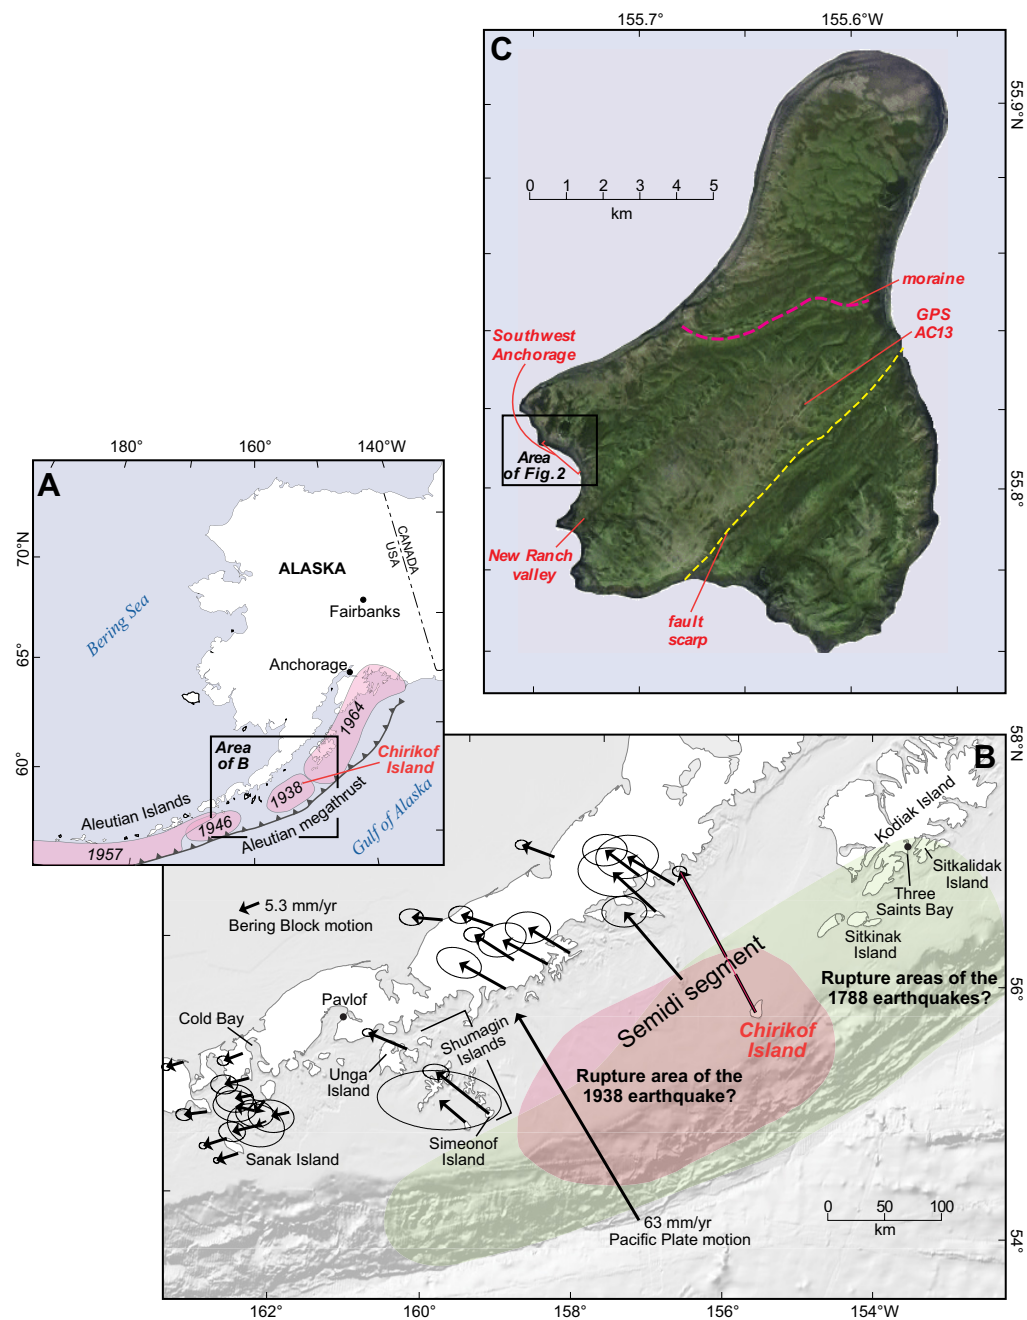 155.7°
155.6°W
C
55.9°N
0 1 2 3 4 5
km
moraine
GPS
AC13
Southwest
Anchorage
Area
of Fig.2
55.8°
New Ranch
valley
fault
scarp
180°
160°
140°W
A
70°N
CANADA
USA
ALASKA
Fairbanks
Bering Sea
65°
Anchorage
1964
Area
of B
60°
Chirikof
Island
1938
Aleutian Islands
1946
Aleutian megathrust
Gulf of Alaska
1957
58°N
B
Kodiak Island
Sitkalidak
Island
Three
Saints Bay
5.3 mm/yr
Bering Block motion
Sitkinak
Island
Semidi segment
Rupture areas of the
1788 earthquakes?
56°
Pavlof
Cold Bay
Chirikof
Island
Shumagin
Islands
Unga
Island
Rupture area of the
1938 earthquake?
Simeonof
Island
Sanak Island
0 50 100
km
63 mm/yr
Pacific Plate motion
54°
162
160°
158°
156°
154°W